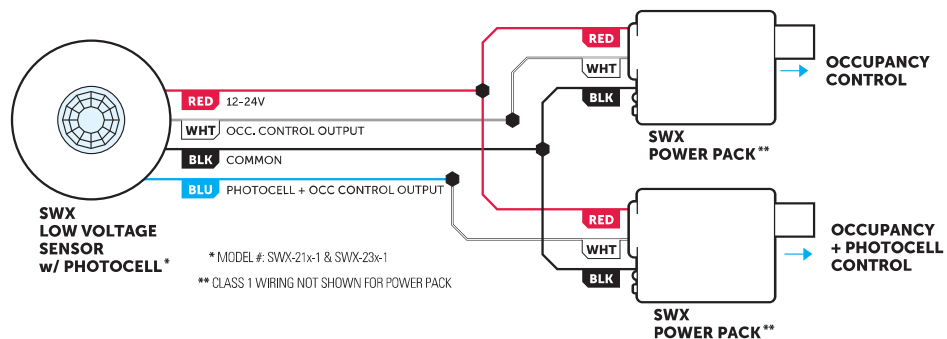 RED 12-24V
WHT OCC. CONTROL OUTPUT
BLK COMMON
BLU PHOTOCELL + OCC CONTROL OUTPUT
SWX
LOW VOLTAGE
SENSOR
w/ PHOTOCELL*
* MODEL #: SWX-21x-1 & SWX-23x-1
** CLASS 1 WIRING NOT SHOWN FOR POWER PACK
RED
WHT
BLK
SWX
POWER PACK**
OCCUPANCY
CONTROL
RED
WHT
BLK
SWX
POWER PACK**
OCCUPANCY
+ PHOTOCELL
CONTROL